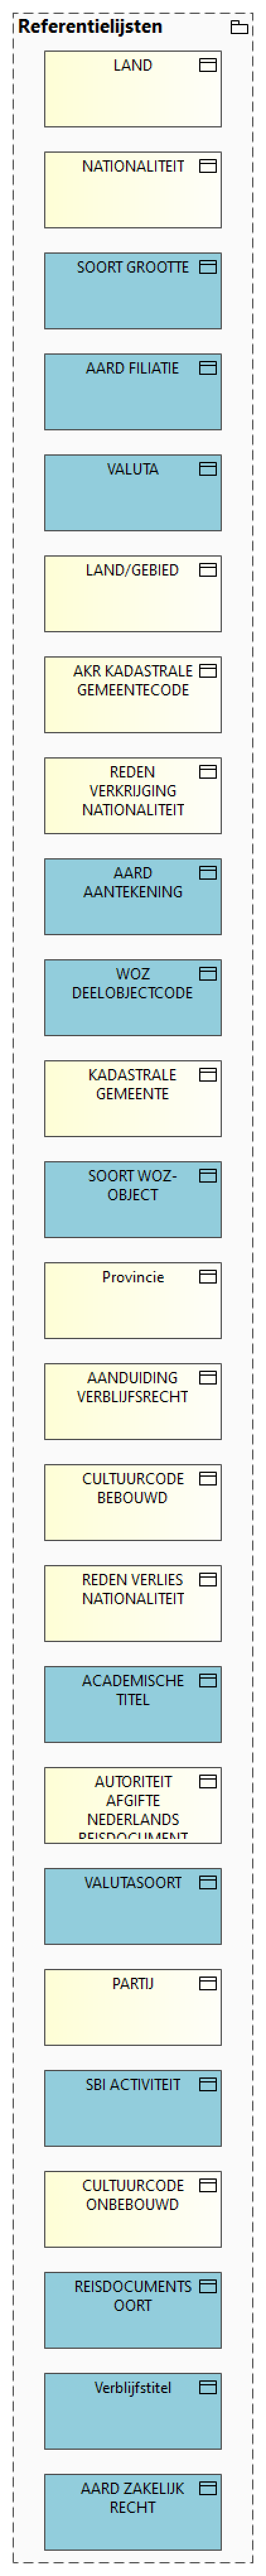 Referentielijsten
LAND
NATIONALITEIT
SOORT GROOTTE
AARD FILIATIE
VALUTA
LAND/GEBIED
AKR KADASTRALE
GEMEENTECODE
REDEN
VERKRIJGING
NATIONALITEIT
AARD
AANTEKENING
WOZ
DEELOBJECTCODE
KADASTRALE
GEMEENTE
SOORT WOZ-
OBJECT
Provincie
AANDUIDING
VERBLIJFSRECHT
CULTUURCODE
BEBOUWD
REDEN VERLIES
NATIONALITEIT
ACADEMISCHE
TITEL
AUTORITEIT
AFGIFTE
NEDERLANDS
REISDOCUMENT
VALUTASOORT
PARTIJ
SBI ACTIVITEIT
CULTUURCODE
ONBEBOUWD
REISDOCUMENTS
OORT
Verblijfstitel
AARD ZAKELIJK
RECHT